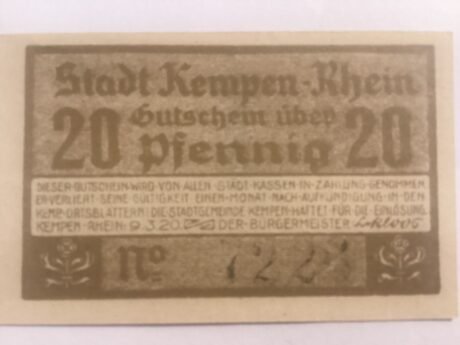 Stadt Kempen-Rhein
20 Gutschein über 20
Pfennig
DIESER GUTSCHEIN WIRD VON ALLEN STADT-KASSEN IN ZAHLUNG GENOMMEN
ER VERLIERT SEINE GÜLTIGKEIT EINEN MONAT NACH AUFKÜNDIGUNG IN DEN
KEMP-ORTSBLÄTTERN | DIE STADTGEMEINDE KEMPEN HAFTET FÜR DIE EINLÖSUNG
KEMPEN-RHEIN: 9.3.20. DER BÜRGERMEISTER
No